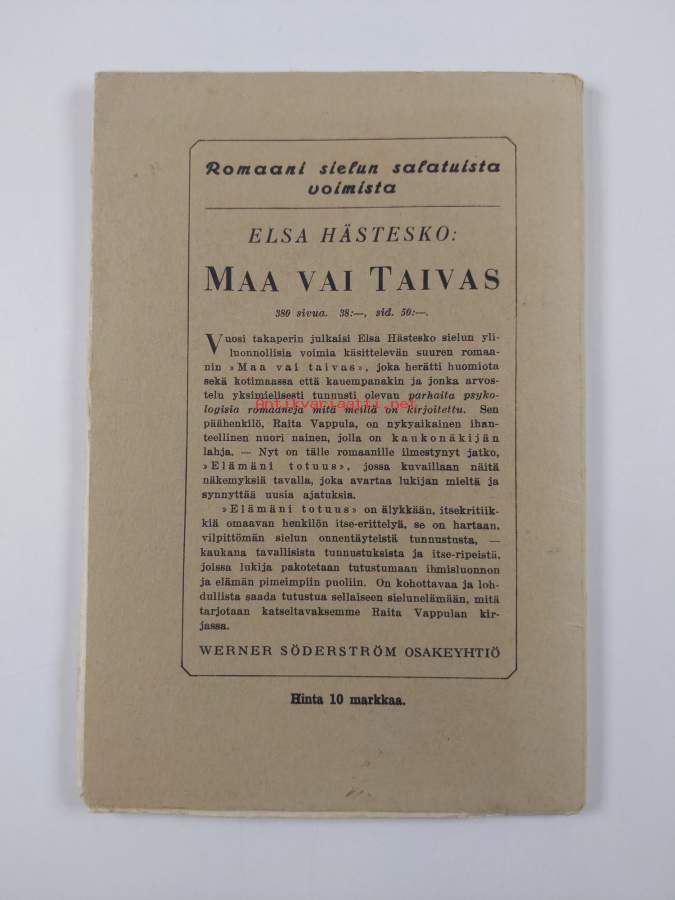 Romaani sielun salatuista
voimista
ELSA HÄSTESKO:
MAA VAI TAIVAS
380 sivua. 38:—, sid. 50:—.
Vuosi takaperin julkaisi Elsa Hästesko sielun yli-
luonnollisia voimia käsittelevän suuren romaa-
nin »Maa vai taivas», joka herätti huomiota
sekä kotimaassa että kauempanakin ja jonka arvos-
telu yksimielisesti tunnusti olevan parhaita psyko-
logisia romaaneja mitä meillä on kirjoitettu. Sen
Antikvariaatti.net
päähenkilö, Raita Vappula, on nykyaikainen ihan-
teellinen nuori nainen, jolla on kaukonäkijän
lahja. — Nyt on tälle romaanille ilmestynyt jatko,
»Elämäni totuus», jossa kuvaillaan näitä
näkemyksiä tavalla, joka avartaa lukijan mieltä ja
synnyttää uusia ajatuksia.
»Elämäni totuus» on älykkään, itsekritiik-
kiä omaavan henkilön itse-erittelyä, se on hartaan,
vilpittömän sielun onnentäyteistä tunnustusta, —
kaukana tavallisista tunnustuksista ja itse-ripeistä,
joissa lukija pakotetaan tutustumaan ihmisluonnon
ja elämän pimeimpiin puoliin. On kohottavaa ja loh-
dullista saada tutustua sellaiseen sielunelämään, mitä
tarjotaan katseltavaksemme Raita Vappulan kir-
jassa.
WERNER SÖDERSTRÖM OSAKEYHTIÖ
Hinta 10 markkaa.